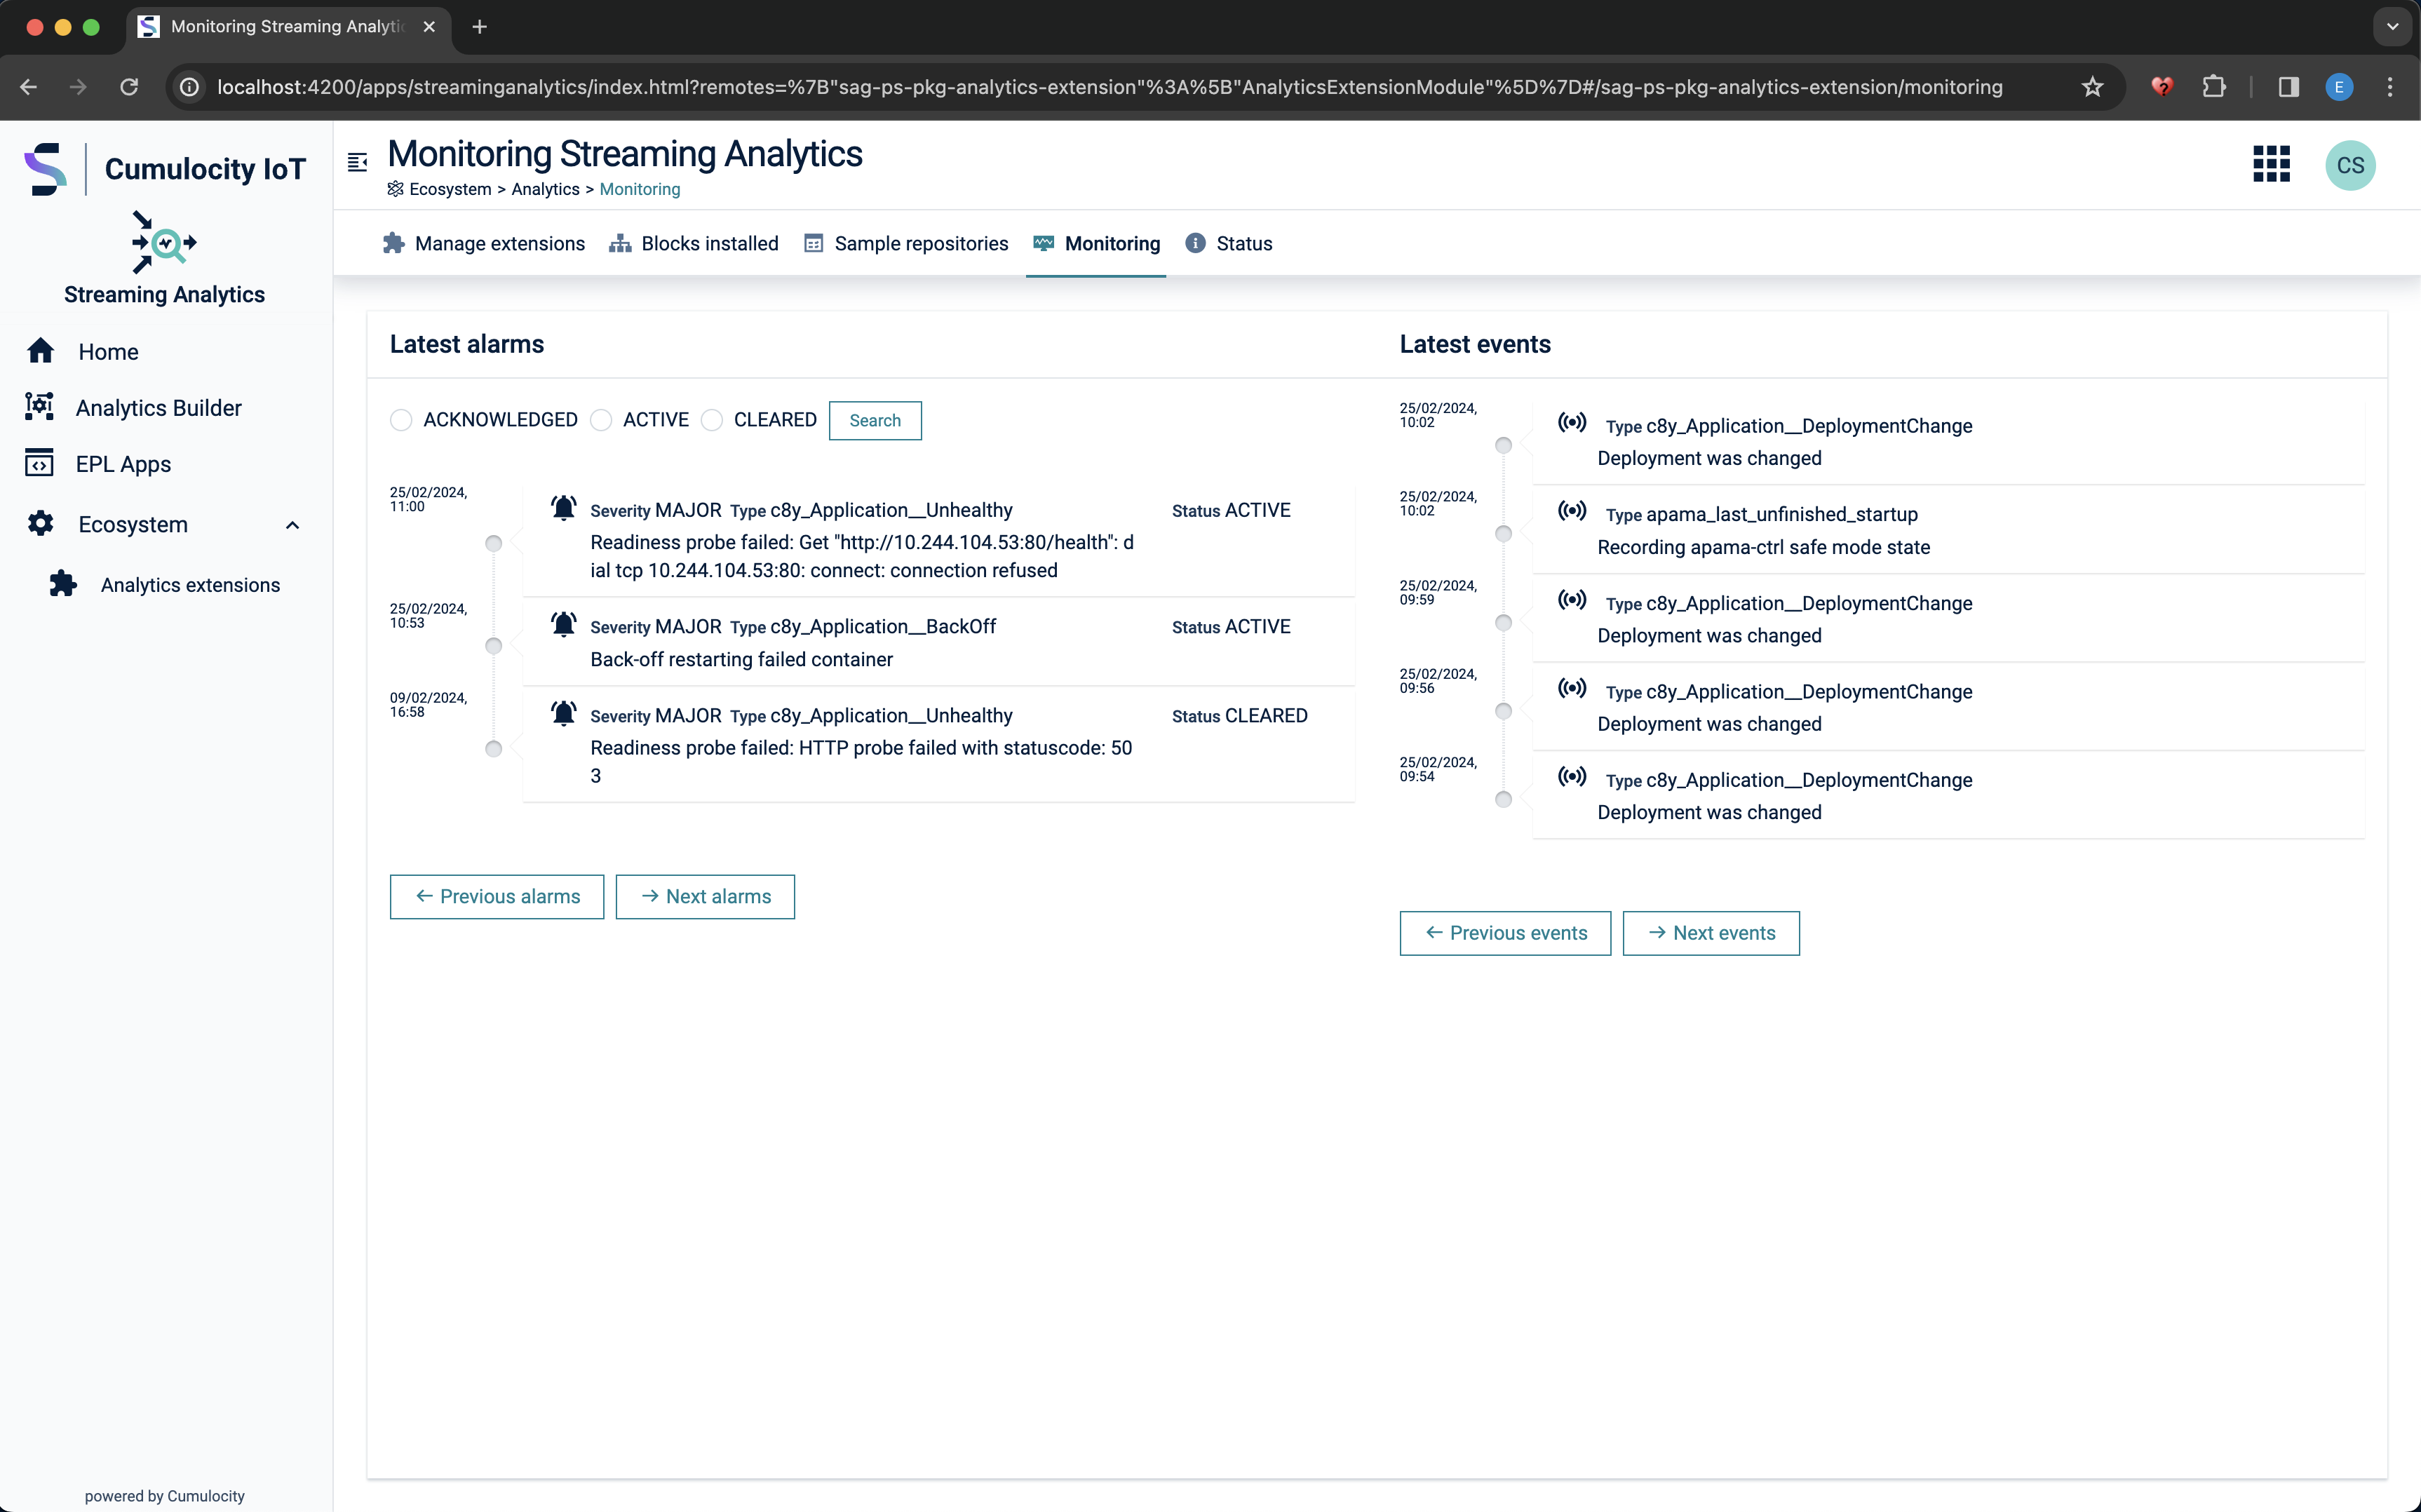 Monitoring Streaming Analytic
localhost:4200/apps/streaminganalytics/index.html?remotes=%7B"sag-ps-pkg-analytics-extension"%3A%5B"AnalyticsExtensionModule"%5D%7D#/sag-ps-pkg-analytics-extension/monitoring
E
Cumulocity IoT
Streaming Analytics
Home
Analytics Builder
EPL Apps
Ecosystem
Analytics extensions
powered by Cumulocity
Monitoring Streaming Analytics
Ecosystem > Analytics > Monitoring
CS
Manage extensions Blocks installed Sample repositories Monitoring Status
Latest alarms
ACKNOWLEDGED ACTIVE CLEARED Search
25/02/2024,
11:00
Severity MAJOR Type c8y_Application__Unhealthy Status ACTIVE
Readiness probe failed: Get "http://10.244.104.53:80/health": d
ial tcp 10.244.104.53:80: connect: connection refused
25/02/2024,
10:53
Severity MAJOR Type c8y_Application__BackOff Status ACTIVE
Back-off restarting failed container
09/02/2024,
16:58
Severity MAJOR Type c8y_Application__Unhealthy Status CLEARED
Readiness probe failed: HTTP probe failed with statuscode: 50
3
← Previous alarms → Next alarms
Latest events
25/02/2024,
10:02
Type c8y_Application__DeploymentChange
Deployment was changed
25/02/2024,
10:02
Type apama_last_unfinished_startup
Recording apama-ctrl safe mode state
25/02/2024,
09:59
Type c8y_Application__DeploymentChange
Deployment was changed
25/02/2024,
09:56
Type c8y_Application__DeploymentChange
Deployment was changed
25/02/2024,
09:54
Type c8y_Application__DeploymentChange
Deployment was changed
← Previous events → Next events